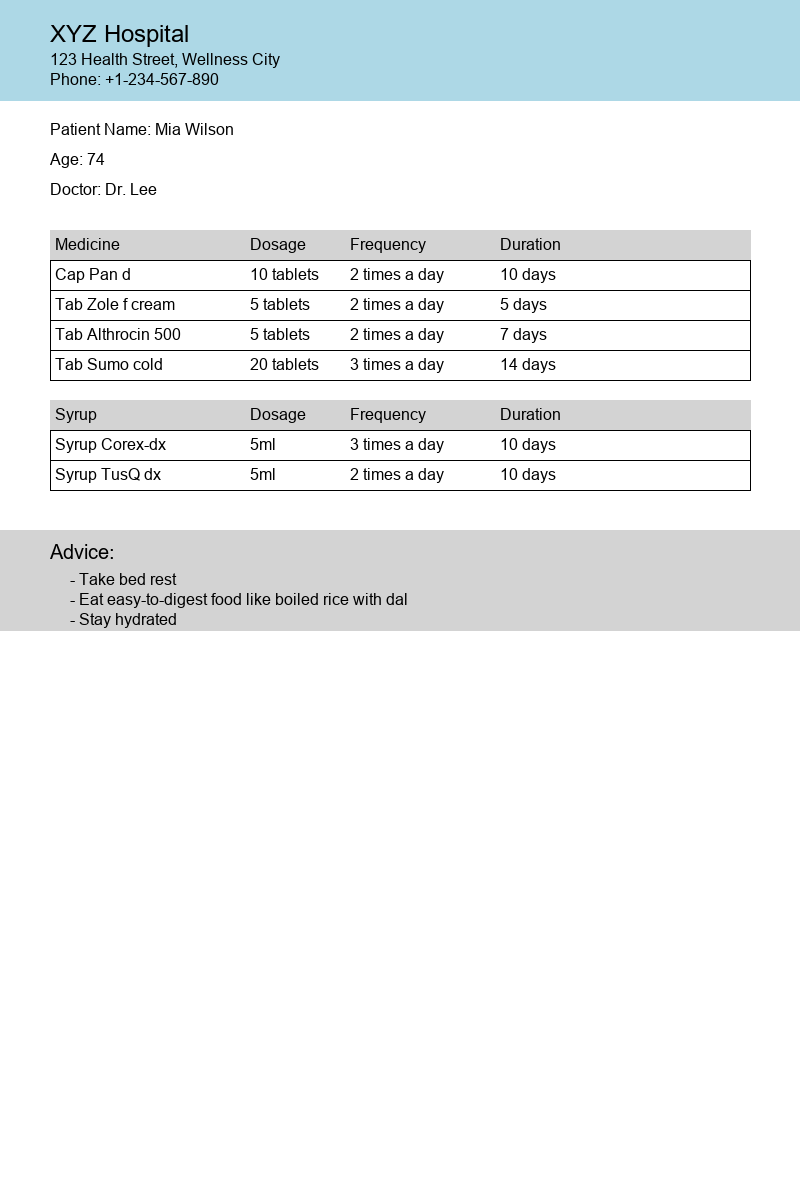 XYZ Hospital
123 Health Street, Wellness City
Phone: +1-234-567-890
Patient Name: Mia Wilson
Age: 74
Doctor: Dr. Lee
Medicine Dosage Frequency Duration
Cap Pan d 10 tablets 2 times a day 10 days
Tab Zole f cream 5 tablets 2 times a day 5 days
Tab Althrocin 500 5 tablets 2 times a day 7 days
Tab Sumo cold 20 tablets 3 times a day 14 days
Syrup Dosage Frequency Duration
Syrup Corex-dx 5ml 3 times a day 10 days
Syrup TusQ dx 5ml 2 times a day 10 days
Advice:
- Take bed rest
- Eat easy-to-digest food like boiled rice with dal
- Stay hydrated